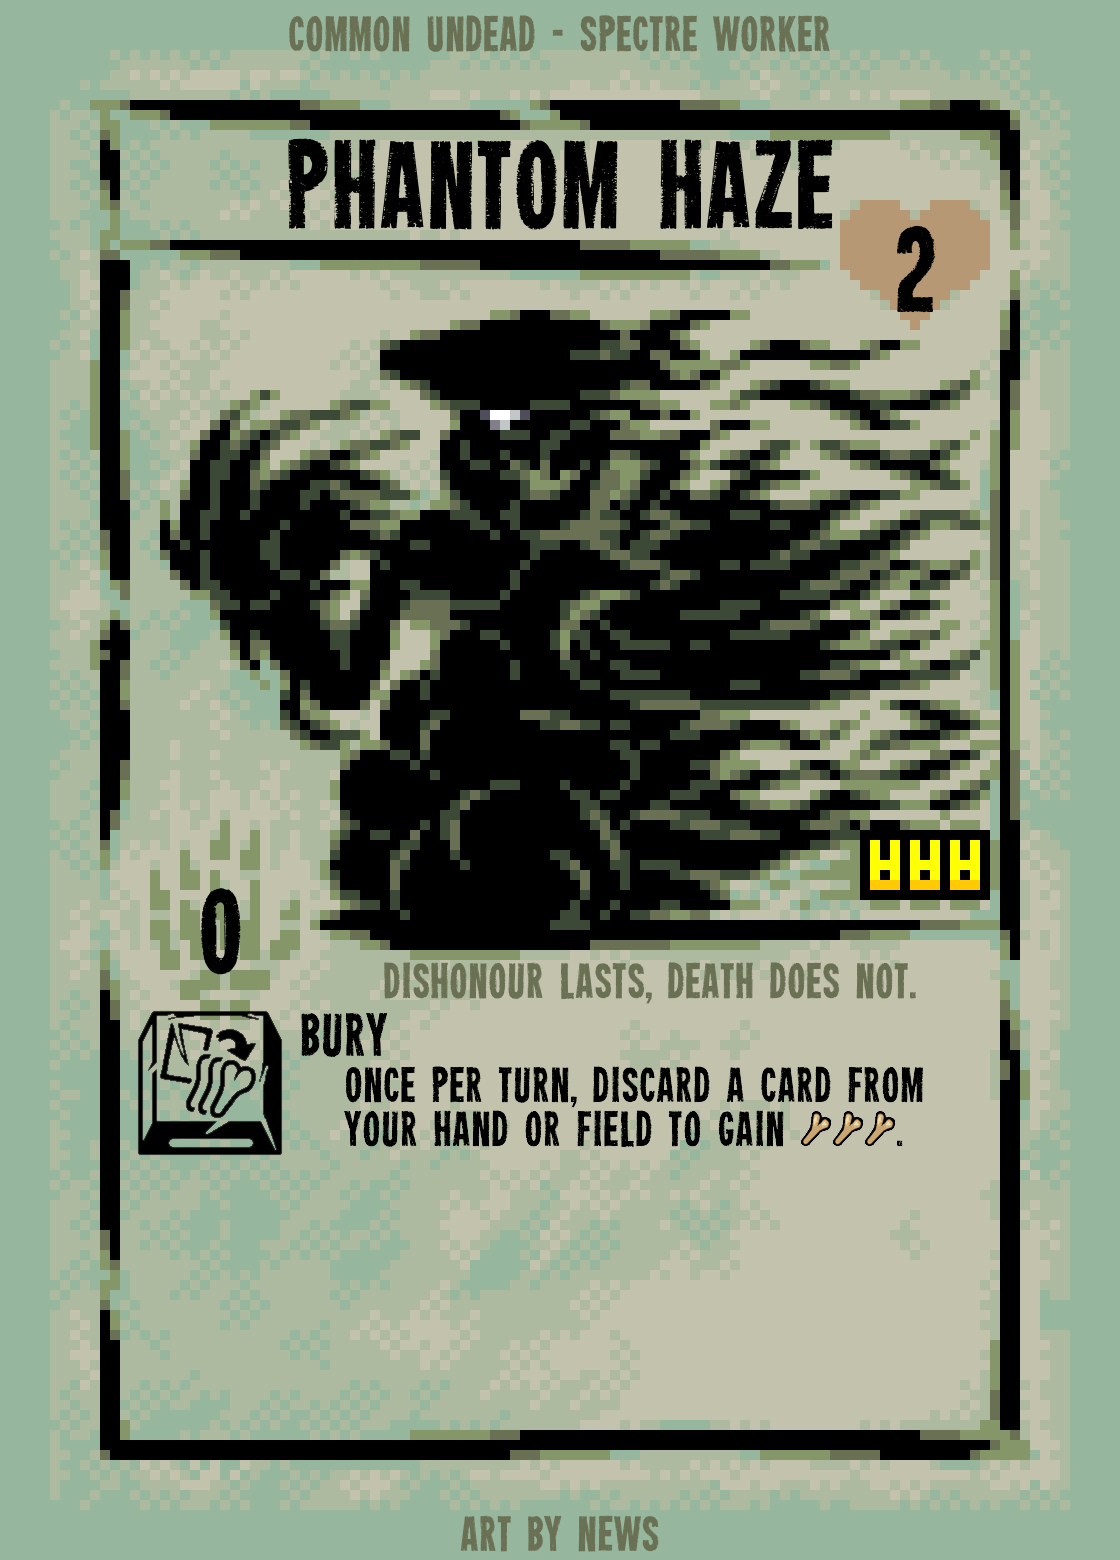 COMMON UNDEAD - SPECTRE WORKER
PHANTOM HAZE
2
0
DISHONOUR LASTS, DEATH DOES NOT.
BURY
ONCE PER TURN, DISCARD A CARD FROM
YOUR HAND OR FIELD TO GAIN .
ART BY NEWS